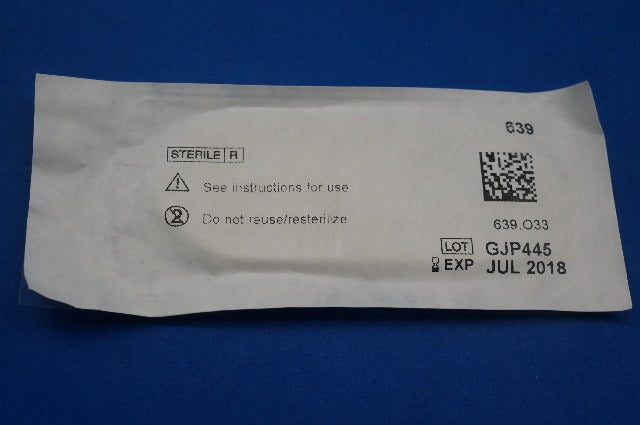 639
STERILE R
See instructions for use
Do not reuse/resterilize
639.O33
LOT GJP445
EXP JUL 2018